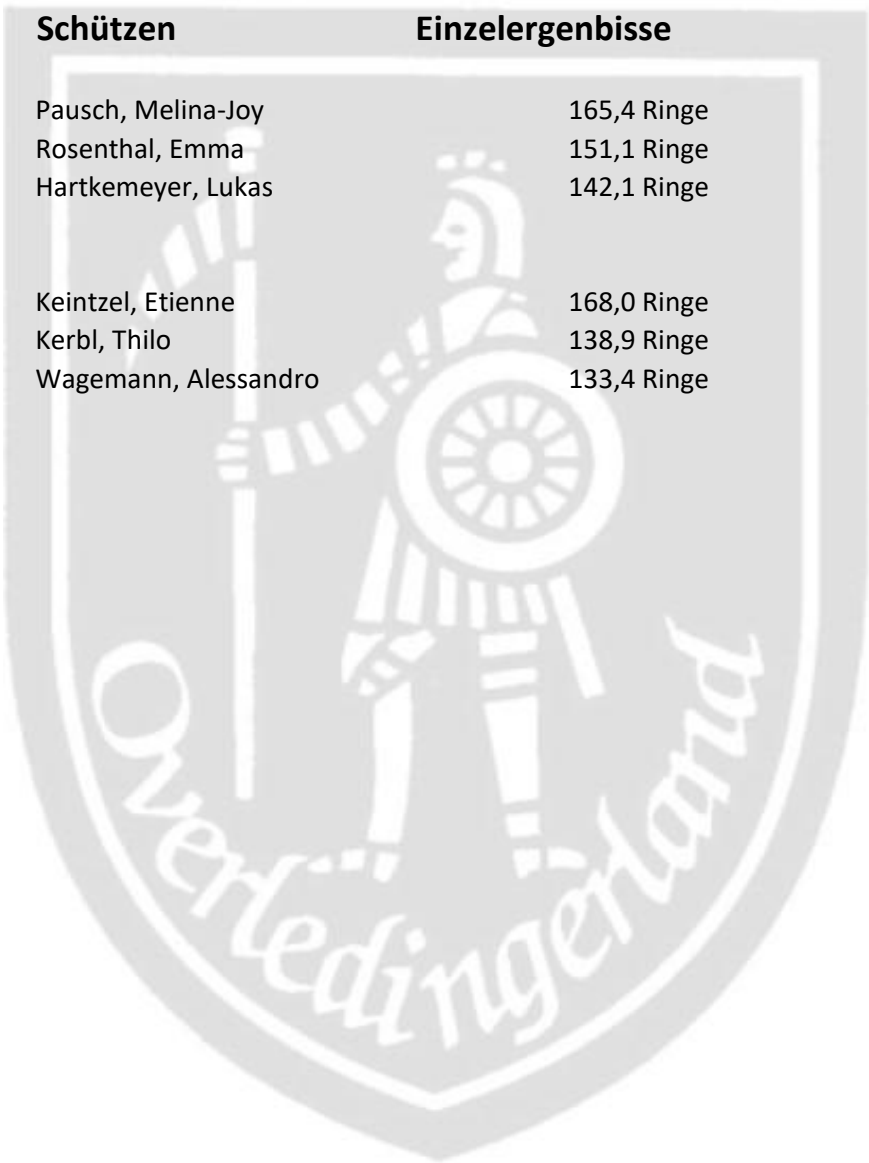 Schützen Einzelergenbisse
Pausch, Melina-Joy 165,4 Ringe
Rosenthal, Emma 151,1 Ringe
Hartkemeyer, Lukas 142,1 Ringe
Keintzel, Etienne 168,0 Ringe
Kerbl, Thilo 138,9 Ringe
Wagemann, Alessandro 133,4 Ringe
Overledingerland